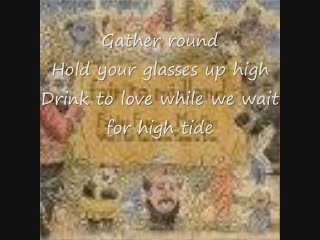 Gather round
Hold your glasses up high
Drink to love while we wait
for high tide